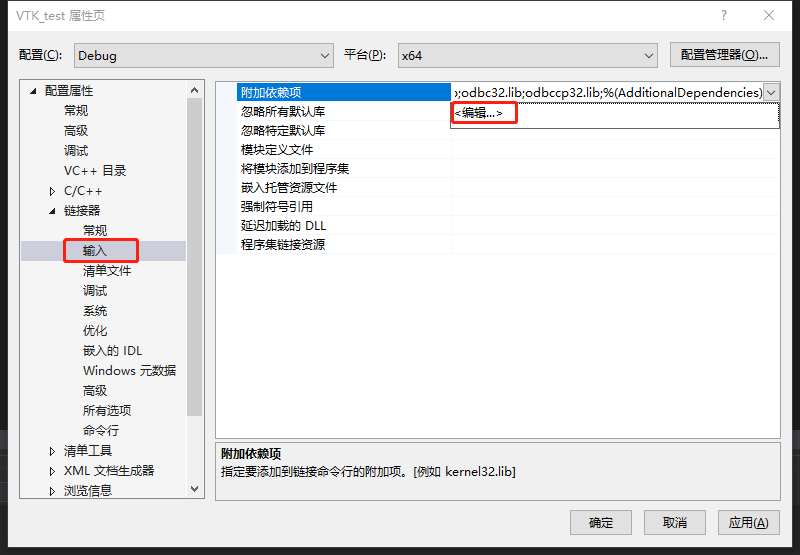 VTK_test 属性页
配置(C): Debug 平台(P): x64 配置管理器(O)...
配置属性
常规
高级
调试
VC++ 目录
C/C++
链接器
常规
输入
清单文件
调试
系统
优化
嵌入的 IDL
Windows 元数据
高级
所有选项
命令行
清单工具
XML 文档生成器
浏览信息
附加依赖项 ;odbc32.lib;odbccp32.lib;%(AdditionalDependencies)
忽略所有默认库 <编辑...>
忽略特定默认库
模块定义文件
将模块添加到程序集
嵌入托管资源文件
强制符号引用
延迟加载的 DLL
程序集链接资源
附加依赖项
指定要添加到链接命令行的附加项。[例如 kernel32.lib]
确定 取消 应用(A)